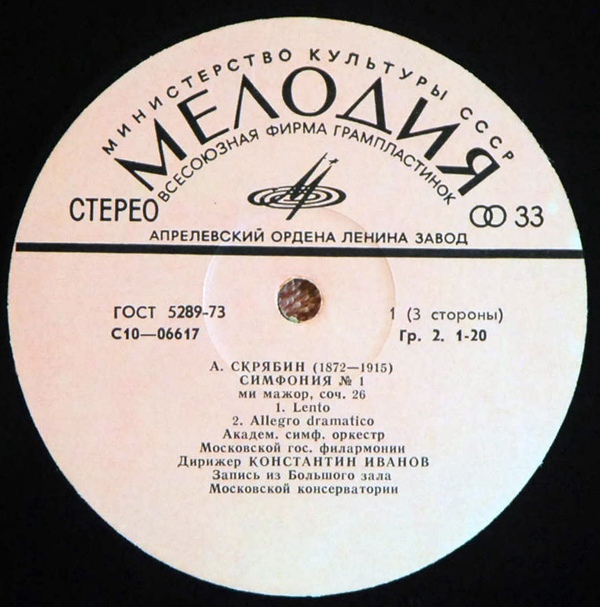 МИНИСТЕРСТВО КУЛЬТУРЫ СССР
МЕЛОДИЯ
ВСЕСОЮЗНАЯ ФИРМА ГРАМПЛАСТИНОК
СТЕРЕО
33
АПРЕЛЕВСКИЙ ОРДЕНА ЛЕНИНА ЗАВОД
ГОСТ 5289-73
1 (3 стороны)
С10—06617
Гр. 2. 1-20
А. СКРЯБИН (1872—1915)
СИМФОНИЯ № 1
ми мажор, соч. 26
1. Lento
2. Allegro dramatico
Академ. симф. оркестр
Московской гос. филармонии
Дирижер КОНСТАНТИН ИВАНОВ
Запись из Большого зала
Московской консерватории